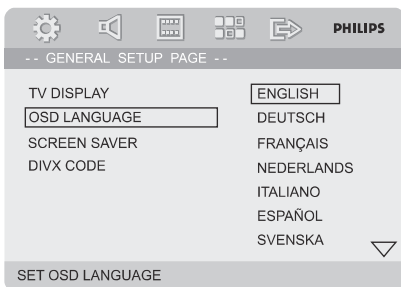 PHILIPS
-- GENERAL SETUP PAGE --
TV DISPLAY
OSD LANGUAGE
SCREEN SAVER
DIVX CODE
ENGLISH
DEUTSCH
FRANÇAIS
NEDERLANDS
ITALIANO
ESPAÑOL
SVENSKA
SET OSD LANGUAGE